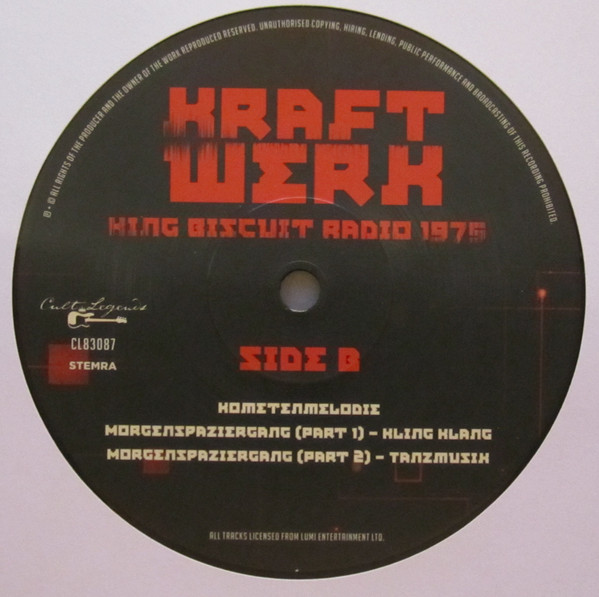 ℗ + © ALL RIGHTS OF THE PRODUCER AND THE OWNER OF THE WORK REPRODUCED RESERVED. UNAUTHORISED COPYING, HIRING, LENDING, PUBLIC PERFORMANCE AND BROADCASTING OF THIS RECORDING PROHIBITED.
KRAFT
WERK
KING BISCUIT RADIO 1975
Cult Legends
CL83087
STEMRA
SIDE B
KOMETENMELODIE
MORGENSPAZIERGANG (PART 1) – KLING KLANG
MORGENSPAZIERGANG (PART 2) – TANZMUSIK
ALL TRACKS LICENSED FROM LUMI ENTERTAINMENT LTD.